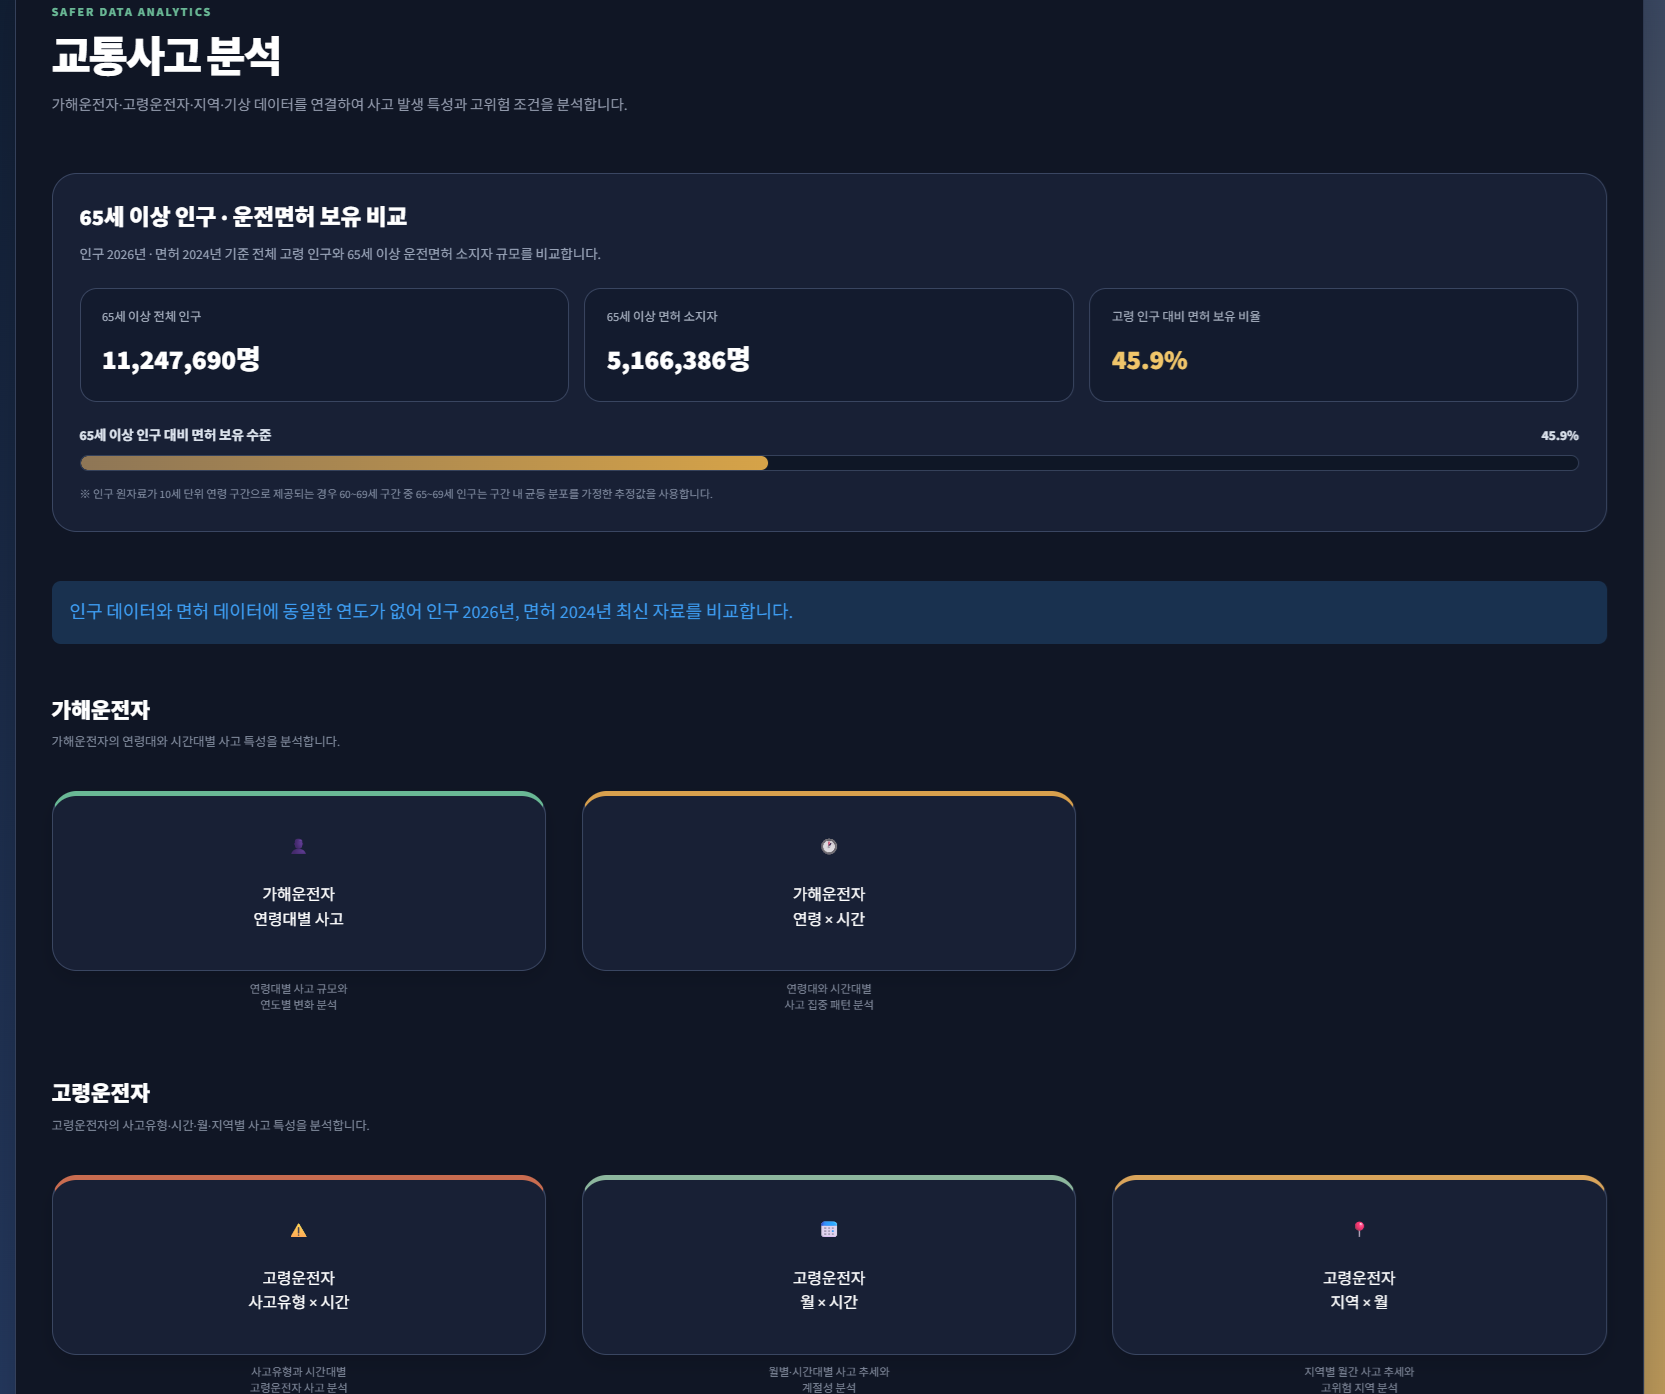 SAFER DATA ANALYTICS
교통사고 분석
가해운전자·고령운전자·지역·기상 데이터를 연결하여 사고 발생 특성과 고위험 조건을 분석합니다.
65세 이상 인구 · 운전면허 보유 비교
인구 2026년 · 면허 2024년 기준 전체 고령 인구와 65세 이상 운전면허 소지자 규모를 비교합니다.
65세 이상 전체 인구
11,247,690명
65세 이상 면허 소지자
5,166,386명
고령 인구 대비 면허 보유 비율
45.9%
65세 이상 인구 대비 면허 보유 수준
45.9%
※ 인구 원자료가 10세 단위 연령 구간으로 제공되는 경우 60~69세 구간 중 65~69세 인구는 구간 내 균등 분포를 가정한 추정값을 사용합니다.
인구 데이터와 면허 데이터에 동일한 연도가 없어 인구 2026년, 면허 2024년 최신 자료를 비교합니다.
가해운전자
가해운전자의 연령대와 시간대별 사고 특성을 분석합니다.
가해운전자
연령대별 사고
연령대별 사고 규모와
연도별 변화 분석
가해운전자
연령 × 시간
연령대와 시간대별
사고 집중 패턴 분석
고령운전자
고령운전자의 사고유형·시간·월·지역별 사고 특성을 분석합니다.
고령운전자
사고유형 × 시간
사고유형과 시간대별
고령운전자 사고 분석
고령운전자
월 × 시간
월별·시간대별 사고 추세와
계절성 분석
고령운전자
지역 × 월
지역별 월간 사고 추세와
고위험 지역 분석